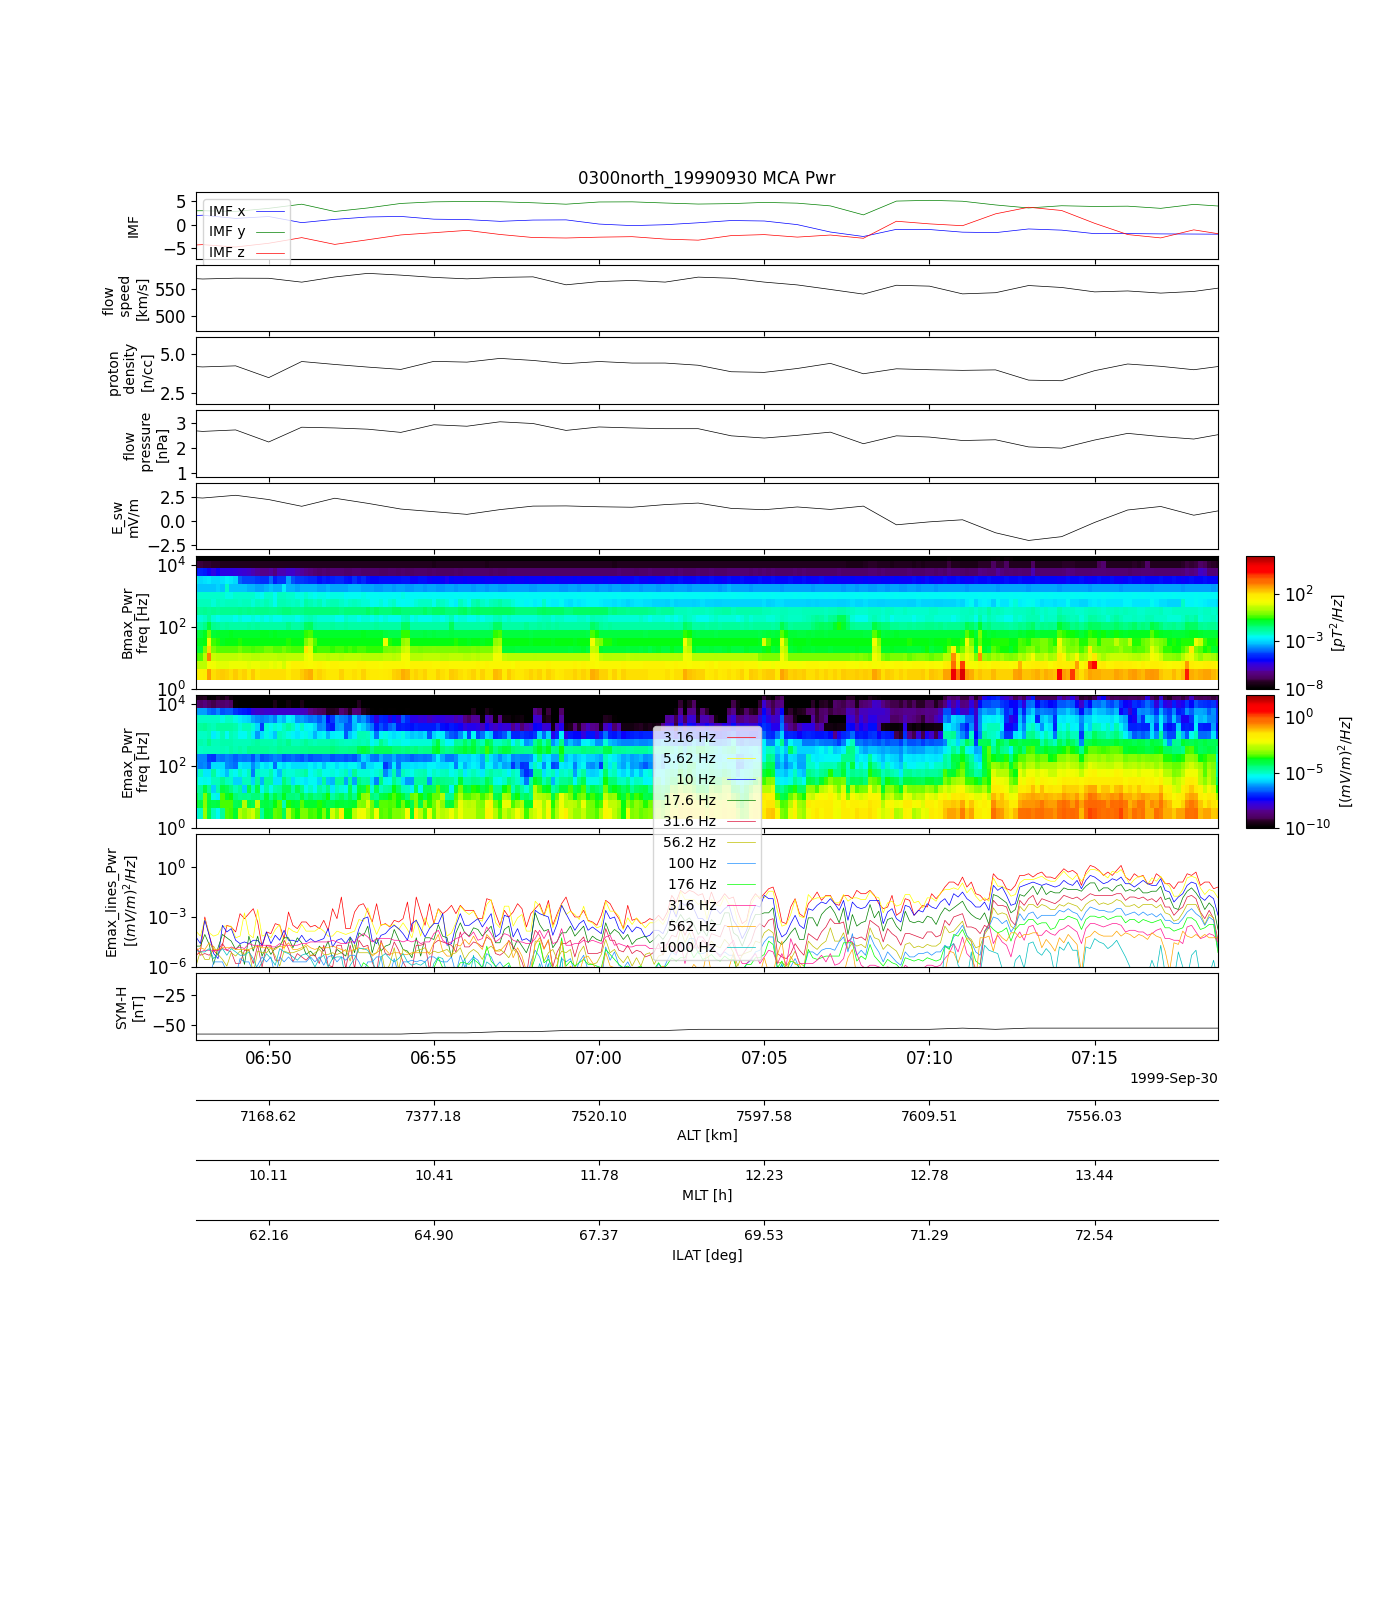 0300north_19990930 MCA Pwr
IMF
5
0
−5
IMF x
IMF y
IMF z
flow
speed
[km/s]
550
500
proton
density
[n/cc]
5.0
2.5
flow
pressure
[nPa]
3
2
1
E_sw
mV/m
2.5
0.0
−2.5
Bmax_Pwr
freq [Hz]
10^4
10^2
10^0
10^2
10^−3
10^−8
[pT^2/Hz]
Emax_Pwr
freq [Hz]
10^4
10^2
10^0
10^0
10^−5
10^−10
[(mV/m)^2/Hz]
3.16 Hz
5.62 Hz
10 Hz
17.6 Hz
31.6 Hz
56.2 Hz
100 Hz
176 Hz
316 Hz
562 Hz
1000 Hz
Emax_lines_Pwr
[(mV/m)^2/Hz]
10^0
10^−3
10^−6
SYM-H
[nT]
−25
−50
06:50 06:55 07:00 07:05 07:10 07:15
1999-Sep-30
7168.62 7377.18 7520.10 7597.58 7609.51 7556.03
ALT [km]
10.11 10.41 11.78 12.23 12.78 13.44
MLT [h]
62.16 64.90 67.37 69.53 71.29 72.54
ILAT [deg]